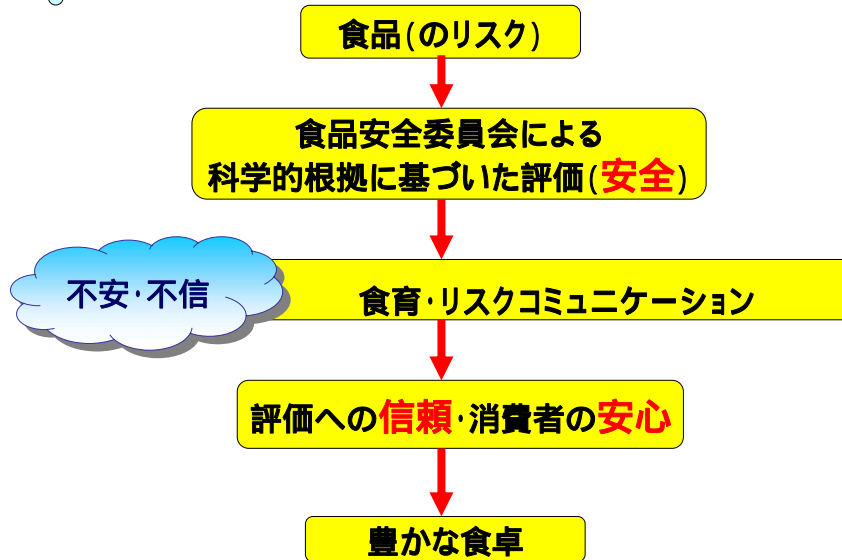 食品(のリスク)
食品安全委員会による
科学的根拠に基づいた評価(安全)
不安・不信
食育・リスクコミュニケーション
評価への信頼・消費者の安心
豊かな食卓